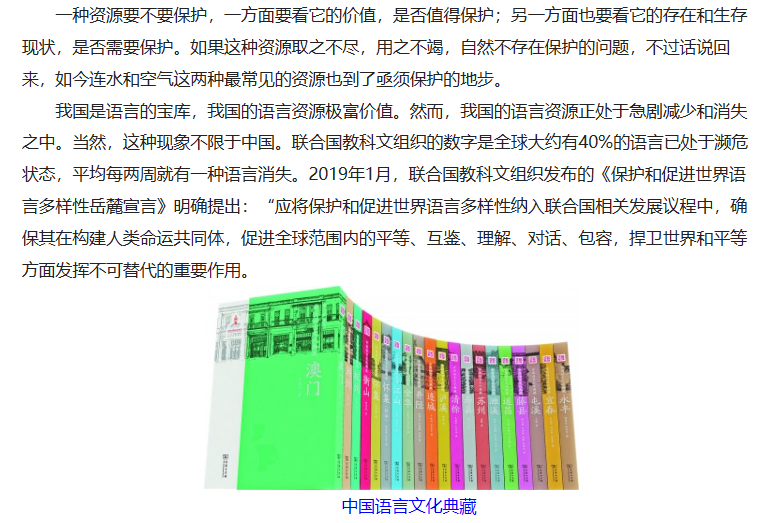 一种资源要不要保护，一方面要看它的价值，是否值得保护；另一方面也要看它的存在和生存
现状，是否需要保护。如果这种资源取之不尽，用之不竭，自然不存在保护的问题，不过话说回
来，如今连水和空气这两种最常见的资源也到了亟须保护的地步。
我国是语言的宝库，我国的语言资源极富价值。然而，我国的语言资源正处于急剧减少和消失
之中。当然，这种现象不限于中国。联合国教科文组织的数字是全球大约有40%的语言已处于濒危
状态，平均每两周就有一种语言消失。2019年1月，联合国教科文组织发布的《保护和促进世界语
言多样性岳麓宣言》明确提出：“应将保护和促进世界语言多样性纳入联合国相关发展议程中，确
保其在构建人类命运共同体，促进全球范围内的平等、互鉴、理解、对话、包容，捍卫世界和平等
方面发挥不可替代的重要作用。
澳门
衡山
怀集
江山
连城
泸溪
清徐
苏州
遂昌
藤县
屯溪
宜春
永丰
中国语言文化典藏